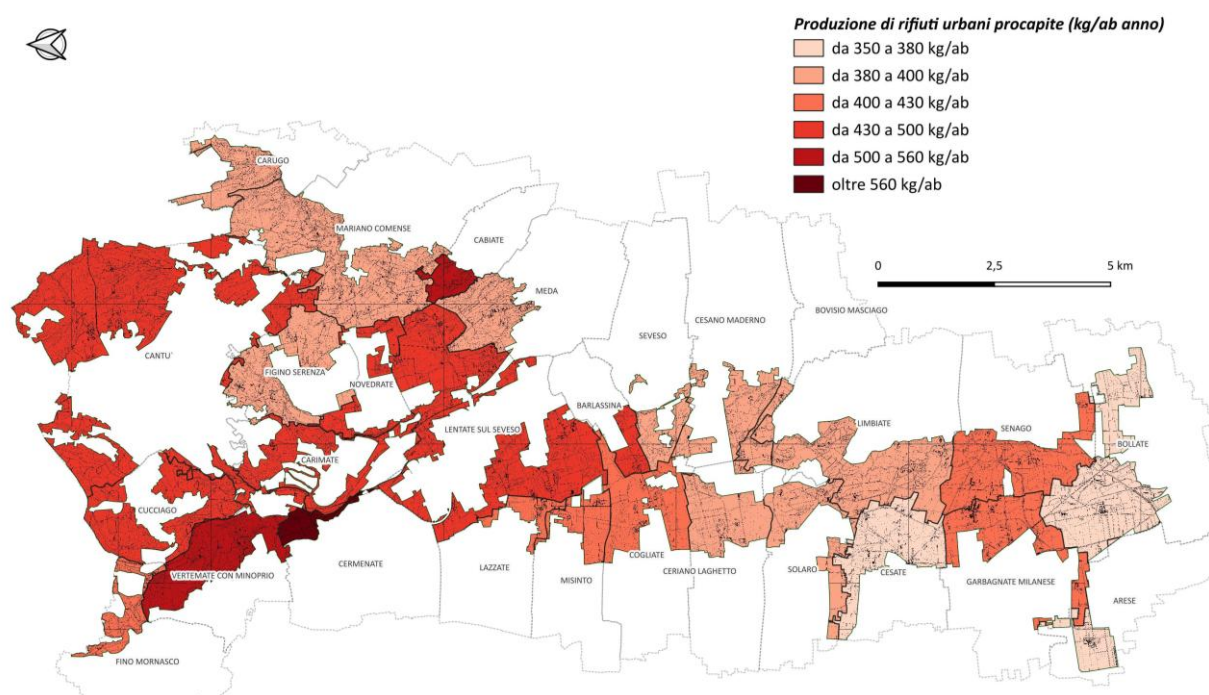 Produzione di rifiuti urbani procapite (kg/ab anno)
da 350 a 380 kg/ab
da 380 a 400 kg/ab
da 400 a 430 kg/ab
da 430 a 500 kg/ab
da 500 a 560 kg/ab
oltre 560 kg/ab
CARUGO
MARIANO COMENSE
CABIATE
0 2,5 5 km
MEDA
BOVISIO MASCIAGO
CESANO MADERNO
SEVESO
CANTU´
FIGINO SERENZA
NOVEDRATE
BARLASSINA
LENTATE SUL SEVESO
LIMBIATE
SENAGO
BOLLATE
CARIMATE
CUCCIAGO
COGLIATE
VERTEMATE CON MINOPRIO
CERMENATE
LAZZATE
MISINTO
CERIANO LAGHETTO
SOLARO
CESATE
GARBAGNATE MILANESE
ARESE
FINO MORNASCO